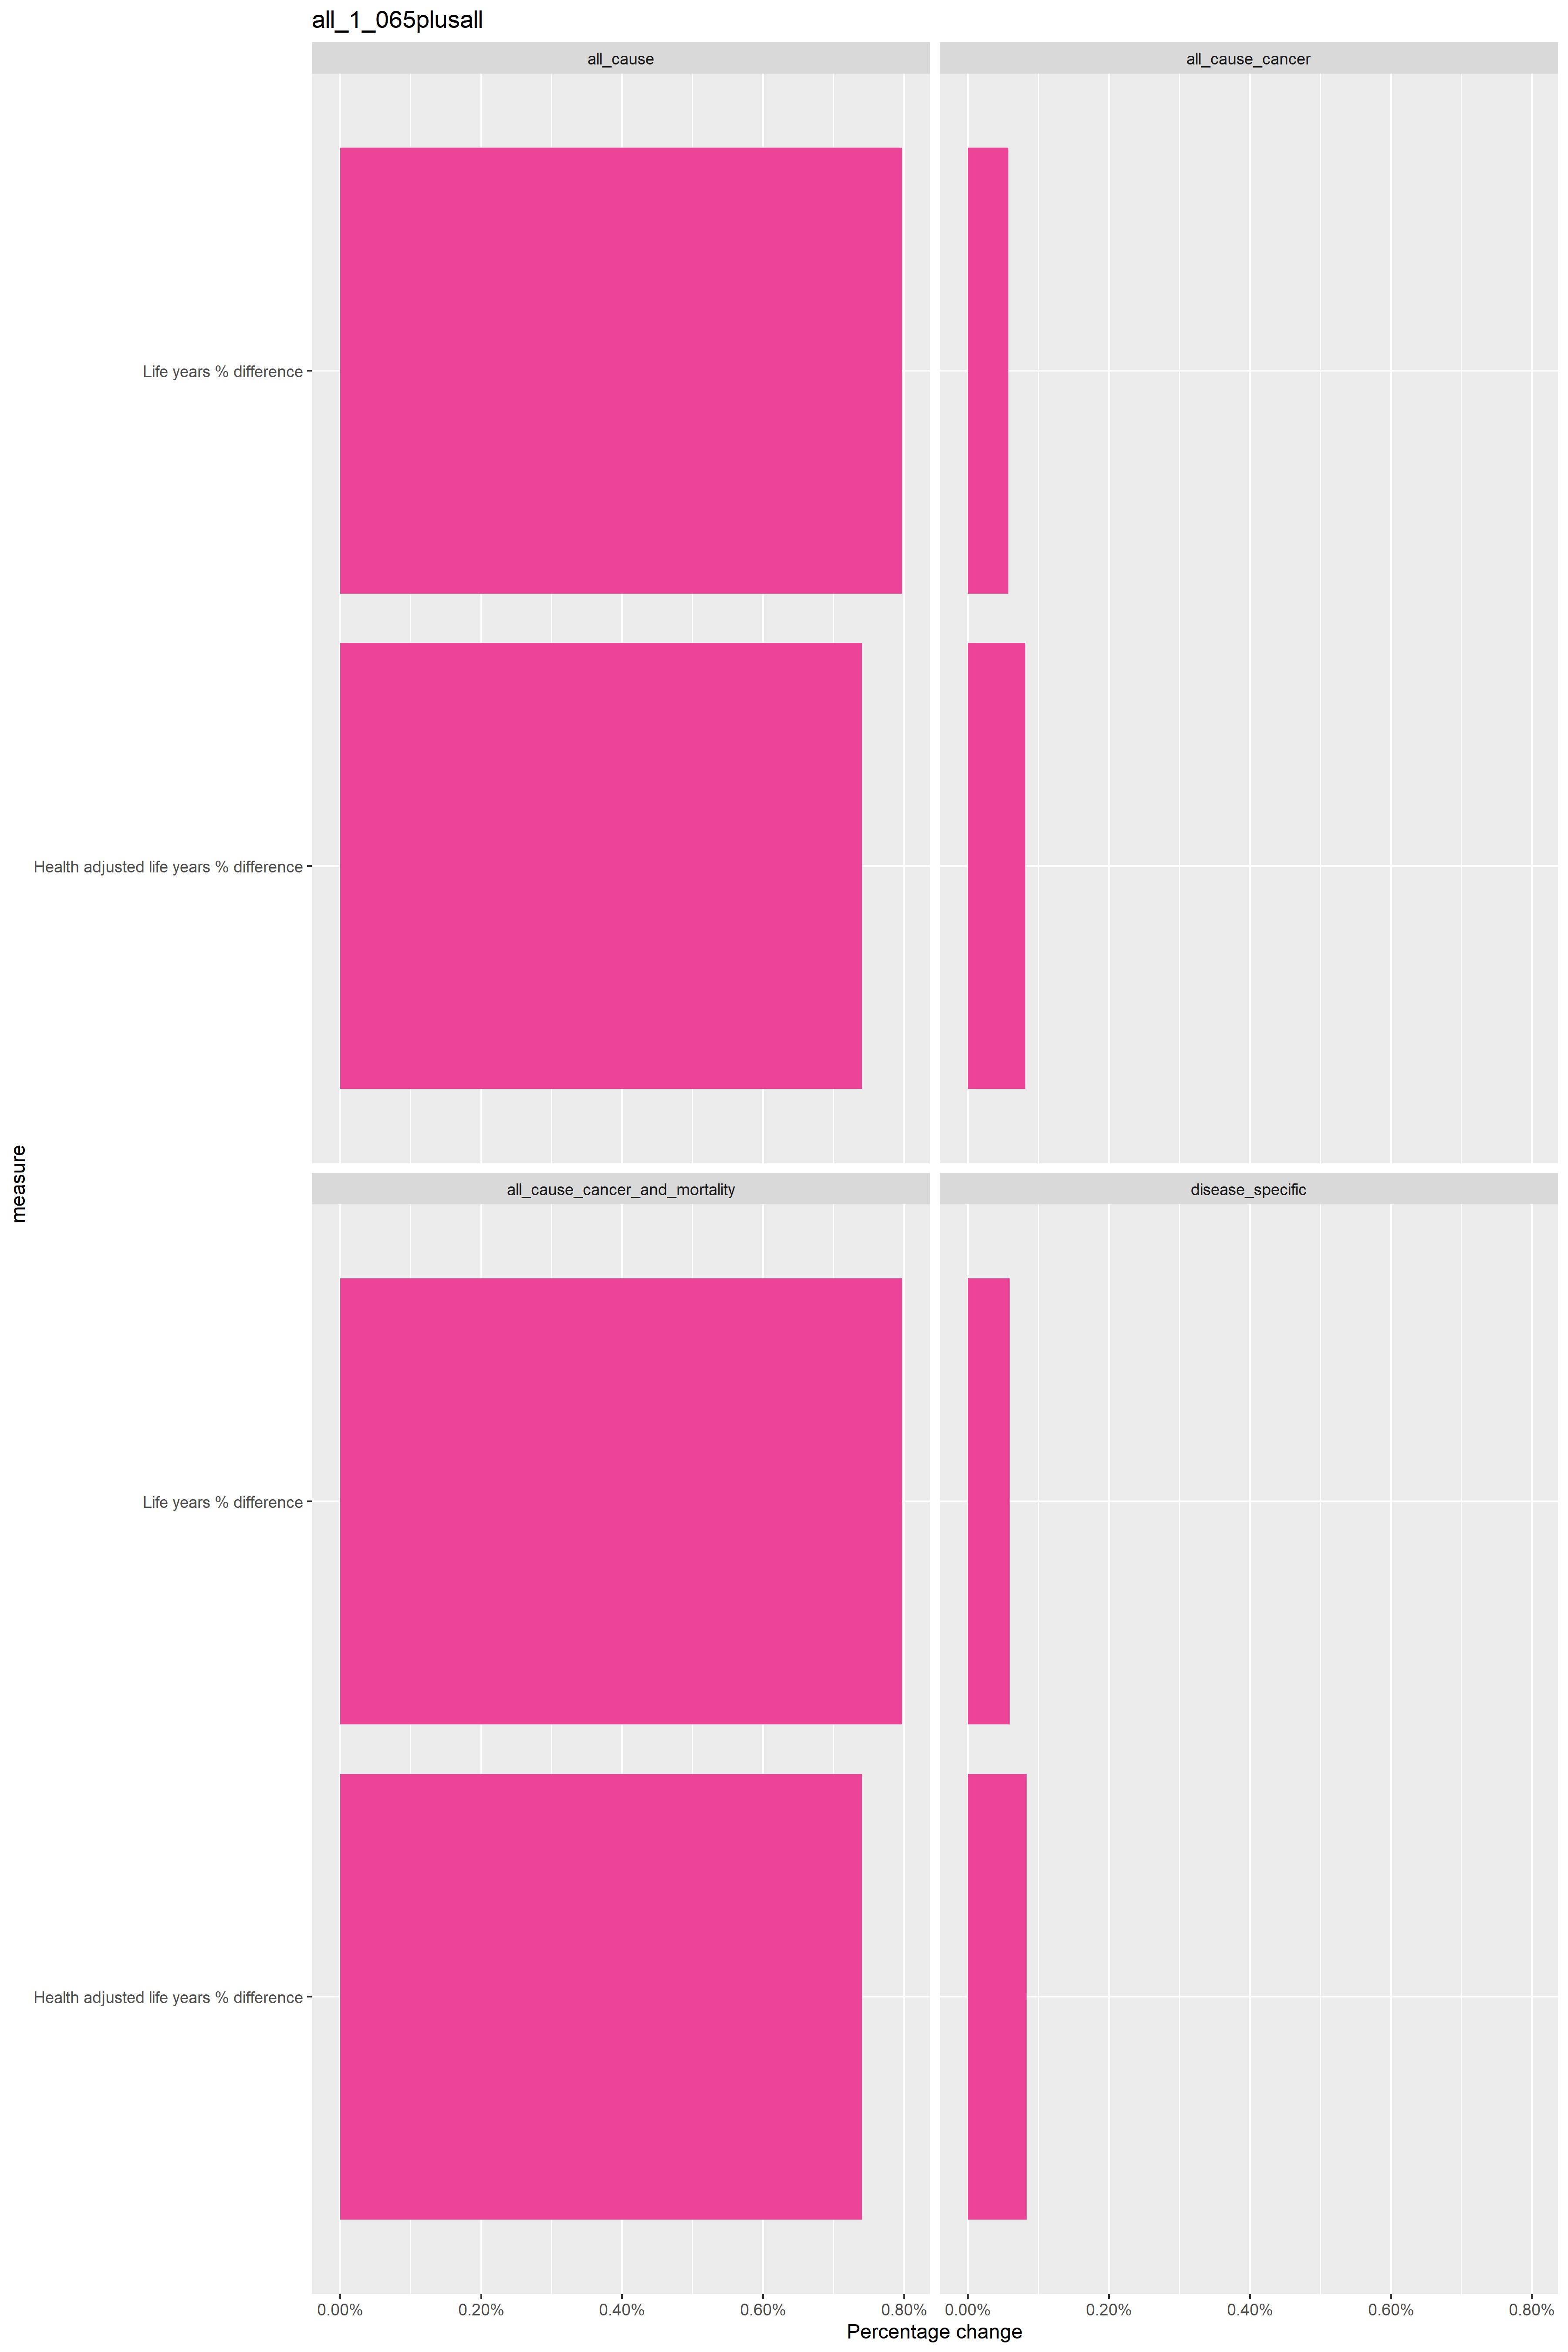 all_1_065plusall
all_cause
all_cause_cancer
Life years % difference
Health adjusted life years % difference
measure
all_cause_cancer_and_mortality
disease_specific
Life years % difference
Health adjusted life years % difference
0.00% 0.20% 0.40% 0.60% 0.80% 0.00% 0.20% 0.40% 0.60% 0.80%
Percentage change